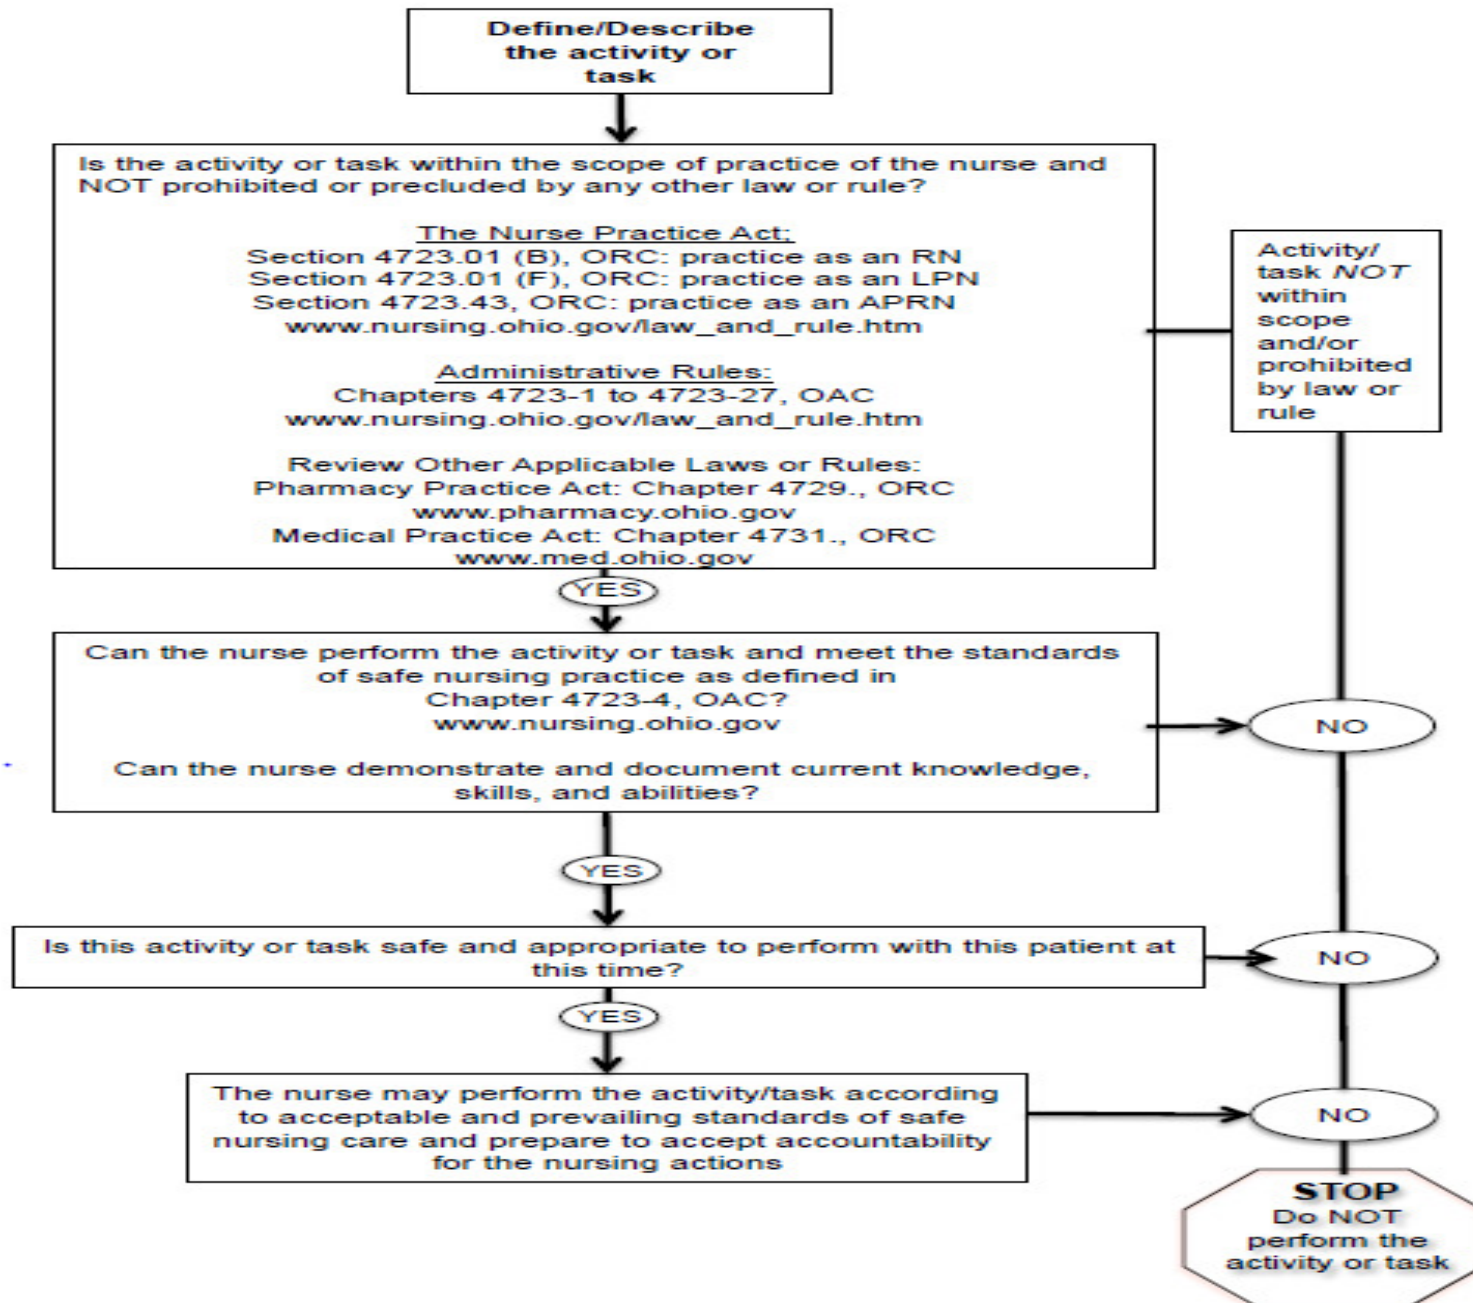 Define/Describe
the activity or
task
Is the activity or task within the scope of practice of the nurse and
NOT prohibited or precluded by any other law or rule?
The Nurse Practice Act;
Section 4723.01 (B), ORC: practice as an RN
Section 4723.01 (F), ORC: practice as an LPN
Section 4723.43, ORC: practice as an APRN
www.nursing.ohio.gov/law_and_rule.htm
Administrative Rules:
Chapters 4723-1 to 4723-27, OAC
www.nursing.ohio.gov/law_and_rule.htm
Review Other Applicable Laws or Rules:
Pharmacy Practice Act: Chapter 4729., ORC
www.pharmacy.ohio.gov
Medical Practice Act: Chapter 4731., ORC
www.med.ohio.gov
Activity/
task NOT
within
scope
and/or
prohibited
by law or
rule
YES
Can the nurse perform the activity or task and meet the standards
of safe nursing practice as defined in
Chapter 4723-4, OAC?
www.nursing.ohio.gov
Can the nurse demonstrate and document current knowledge,
skills, and abilities?
NO
YES
Is this activity or task safe and appropriate to perform with this patient at
this time?
NO
YES
The nurse may perform the activity/task according
to acceptable and prevailing standards of safe
nursing care and prepare to accept accountability
for the nursing actions
NO
STOP
Do NOT
perform the
activity or task